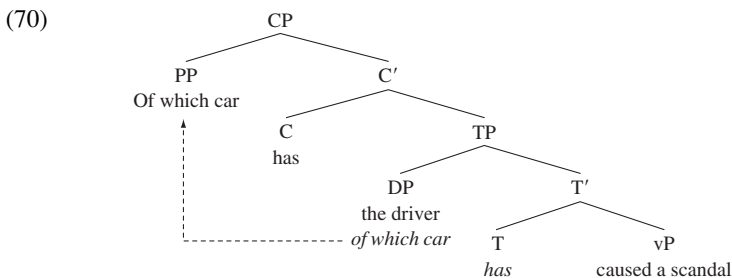 (70)
CP
PP
C′
Of which car
C
TP
has
DP
T′
the driver
of which car
T
vP
has
caused a scandal